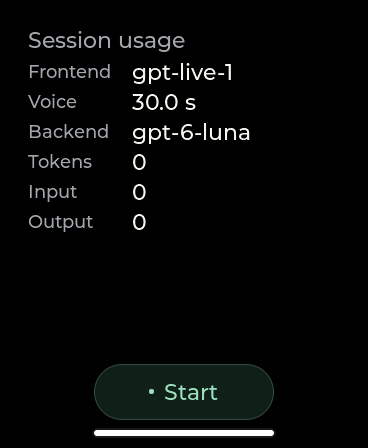 Session usage
Frontend gpt-live-1
Voice 30.0 s
Backend gpt-6-luna
Tokens 0
Input 0
Output 0
• Start